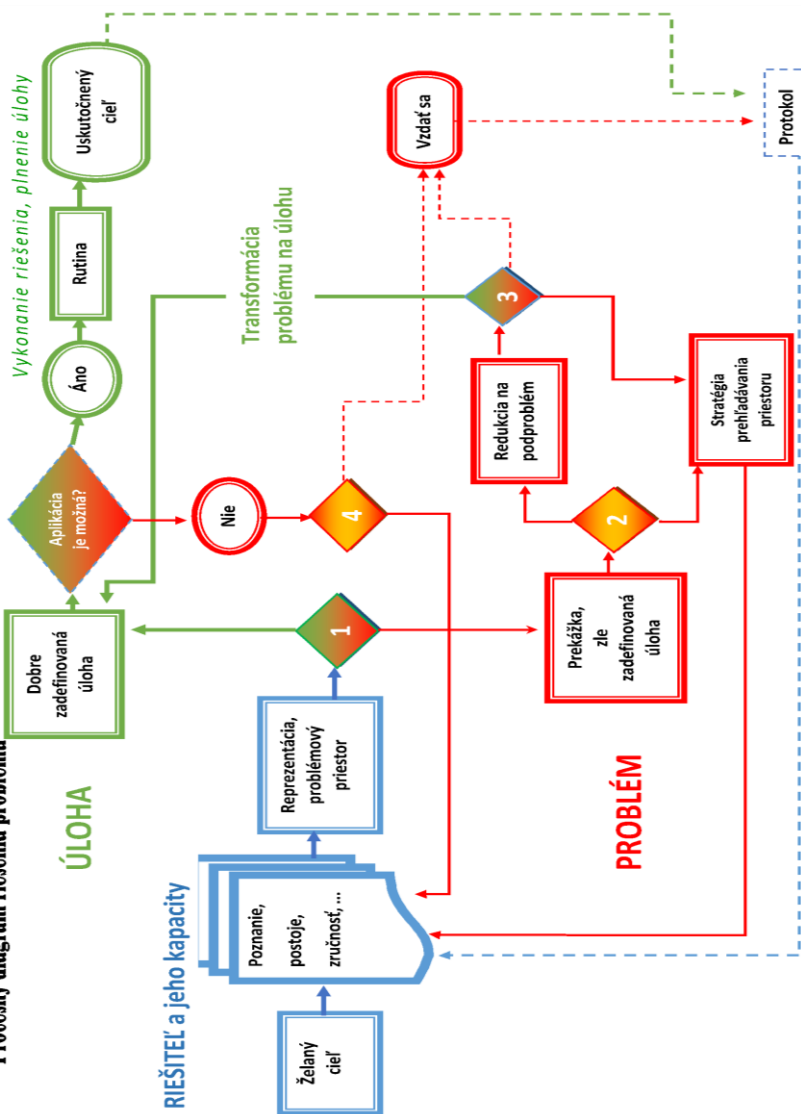 Procesný diagram riešenia problému
Vykonanie riešenia, plnenie úlohy
ÚLOHA
Dobre
zadefinovaná
úloha
Aplikácia
je možná?
Áno
Rutina
Uskutočnený
cieľ
Nie
Transformácia
problému na úlohu
RIEŠITEĽ a jeho kapacity
Želaný
cieľ
Poznanie,
postoje,
zručnosť, ...
Reprezentácia,
problémový
priestor
1
4
Vzdať sa
Prekážka,
zle
zadefinovaná
úloha
2
Redukcia na
podproblém
3
Stratégia
prehľadávania
priestoru
PROBLÉM
Protokol